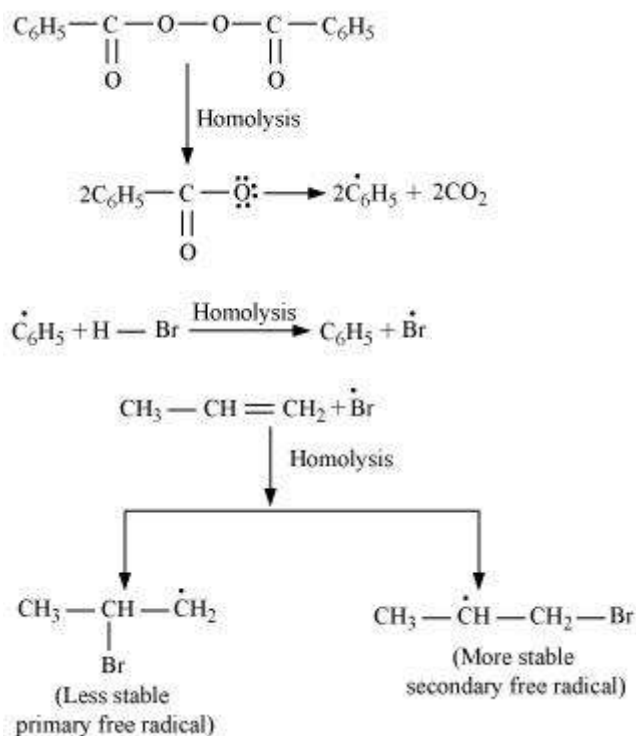 C₆H₅ — C — O — O — C — C₆H₅
|| ||
O O
Homolysis
2C₆H₅ — C — Ö: ⟶ 2Ċ₆H₅ + 2CO₂
||
O
Ċ₆H₅ + H — Br Homolysis ⟶ C₆H₅ + Ḃr
CH₃ — CH = CH₂ + Ḃr
Homolysis
CH₃ — CH — ĊH₂ CH₃ — ĊH — CH₂ — Br
|
Br
(Less stable (More stable
primary free radical) secondary free radical)